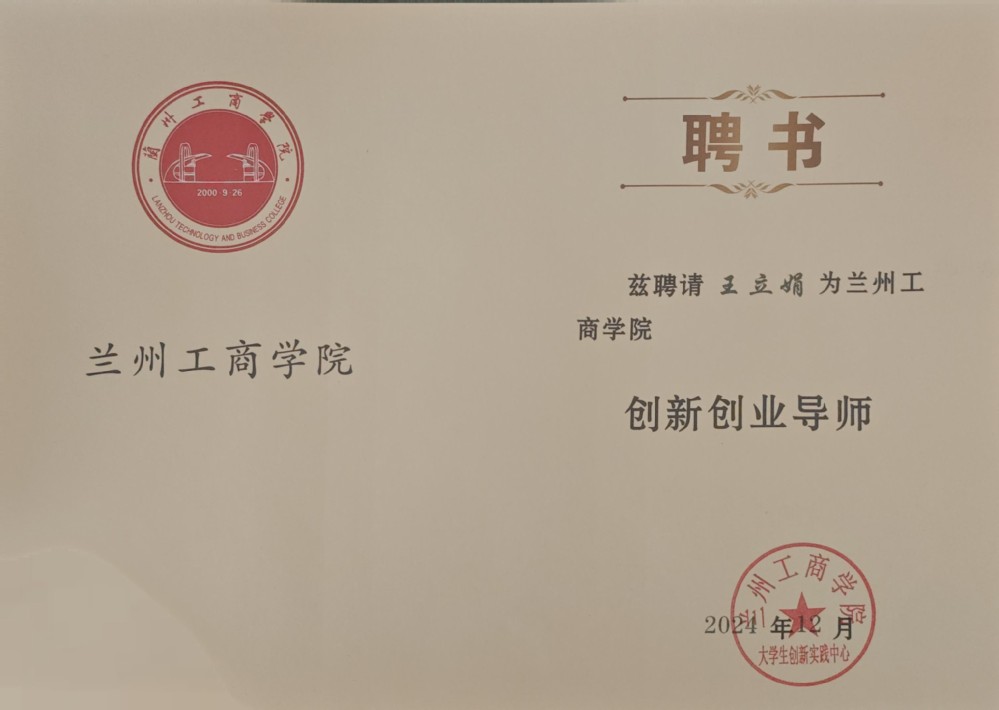 蘭州工商学院
2000·9·26
LANZHOU TECHNOLOGY AND BUSINESS COLLEGE
兰州工商学院
聘书
兹聘请 王立娟 为兰州工
商学院
创新创业导师
兰州工商学院
2024 年12 月
大学生创新实践中心